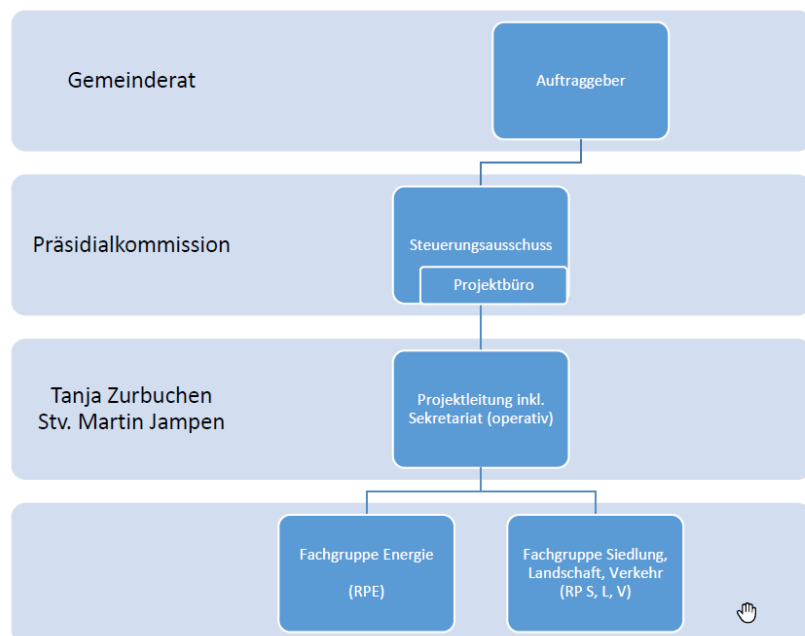 Gemeinderat
Auftraggeber
Präsidialkommission
Steuerungsausschuss
Projektbüro
Tanja Zurbuchen
Stv. Martin Jampen
Projektleitung inkl.
Sekretariat (operativ)
Fachgruppe Energie
(RPE)
Fachgruppe Siedlung,
Landschaft, Verkehr
(RP S, L, V)